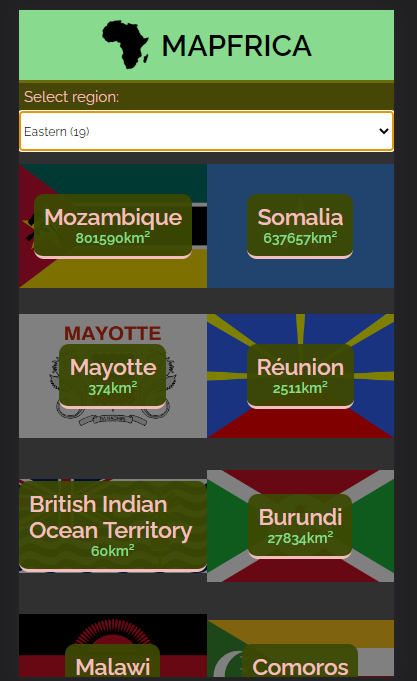 MAPFRICA
Select region:
Eastern (19)
Mozambique
801590km²
Somalia
637657km²
MAYOTTE
Mayotte
374km²
Réunion
2511km²
British Indian
Ocean Territory
60km²
Burundi
27834km²
Malawi
Comoros